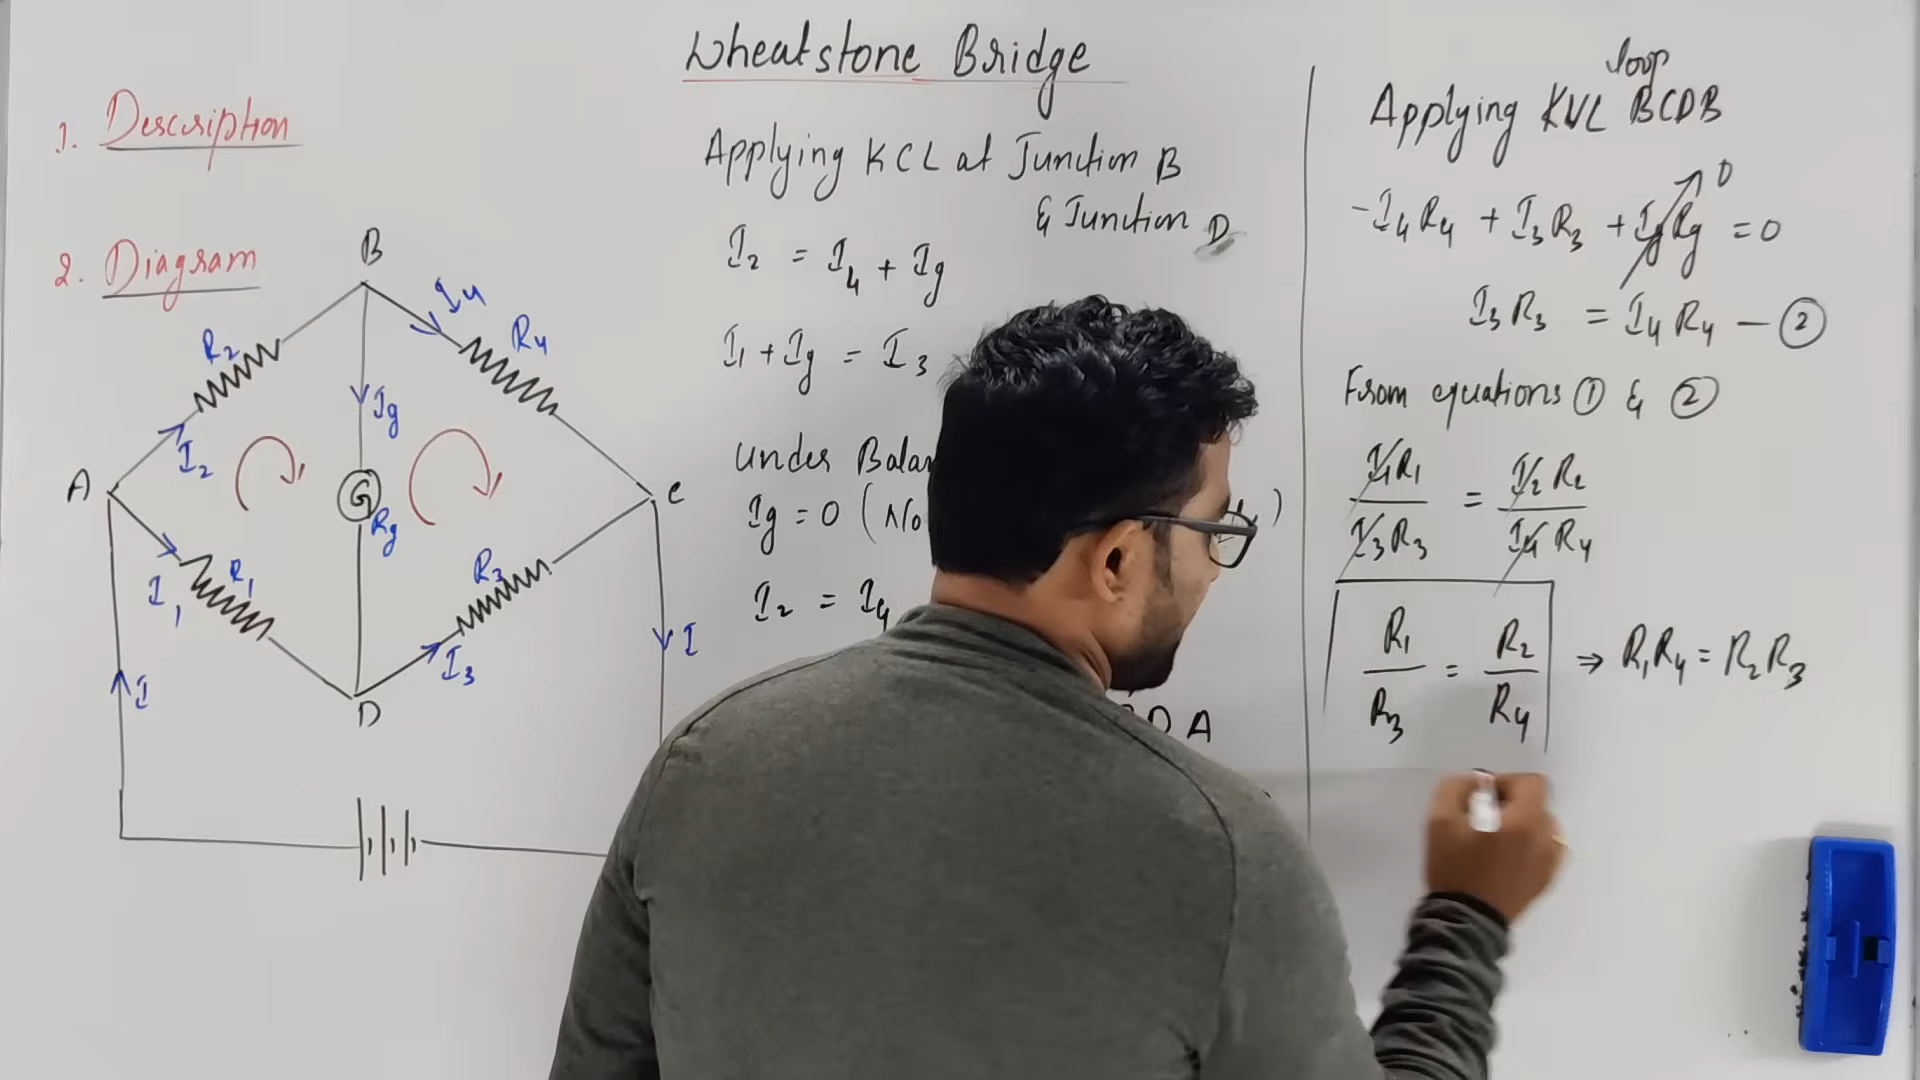 Wheatstone Bridge
1. Description
2. Diagram
B
I4
R2
R4
Ig
I2
A
G
C
Rg
R1
I1
R3
I3
I
I
D
Applying KCL at Junction B
& Junction D
I2 = I4 + Ig
I1 + Ig = I3
Under
Ig = 0 (No
)
I2 = I4
D A
loop
Applying KVL BCDB
-I4R4 + I3R3 + IgRg = 0
0
I3R3 = I4R4 — ②
From equations ① & ②
I1R1 / I3R3 = I2R2 / I4R4
R1 / R3 = R2 / R4 ⇒ R1R4 = R2R3